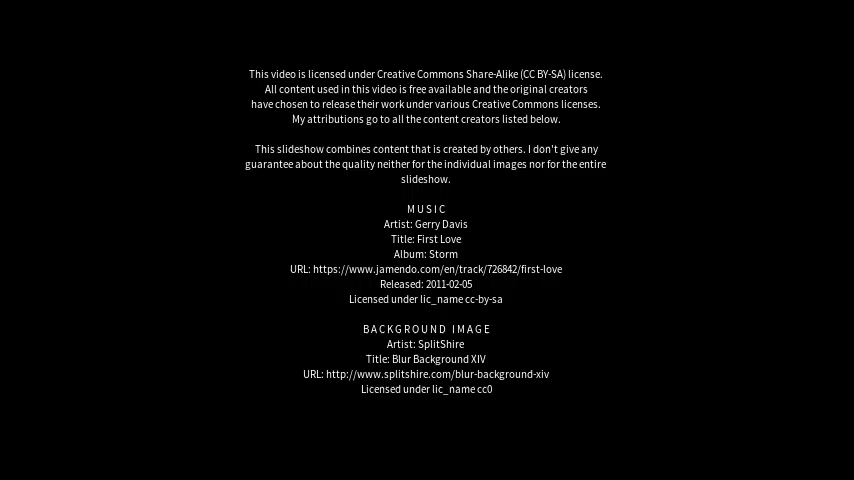 This video is licensed under Creative Commons Share-Alike (CC BY-SA) license.
All content used in this video is free available and the original creators
have chosen to release their work under various Creative Commons licenses.
My attributions go to all the content creators listed below.
This slideshow combines content that is created by others. I don't give any
guarantee about the quality neither for the individual images nor for the entire
slideshow.
MUSIC
Artist: Gerry Davis
Title: First Love
Album: Storm
URL: https://www.jamendo.com/en/track/726842/first-love
Released: 2011-02-05
Licensed under lic_name cc-by-sa
BACKGROUND IMAGE
Artist: SplitShire
Title: Blur Background XIV
URL: http://www.splitshire.com/blur-background-xiv
Licensed under lic_name cc0